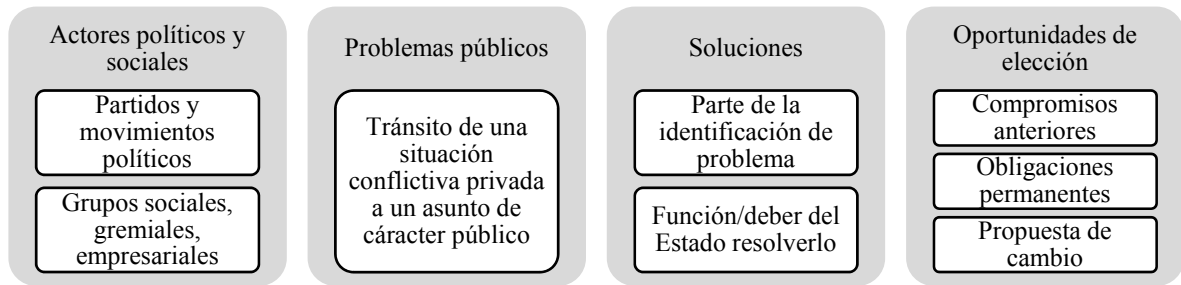 Actores políticos y
sociales
Partidos y
movimientos
políticos
Grupos sociales,
gremiales,
empresariales
Problemas públicos
Tránsito de una
situación
conflictiva privada
a un asunto de
cáracter público
Soluciones
Parte de la
identificación de
problema
Función/deber del
Estado resolverlo
Oportunidades de
elección
Compromisos
anteriores
Obligaciones
permanentes
Propuesta de
cambio